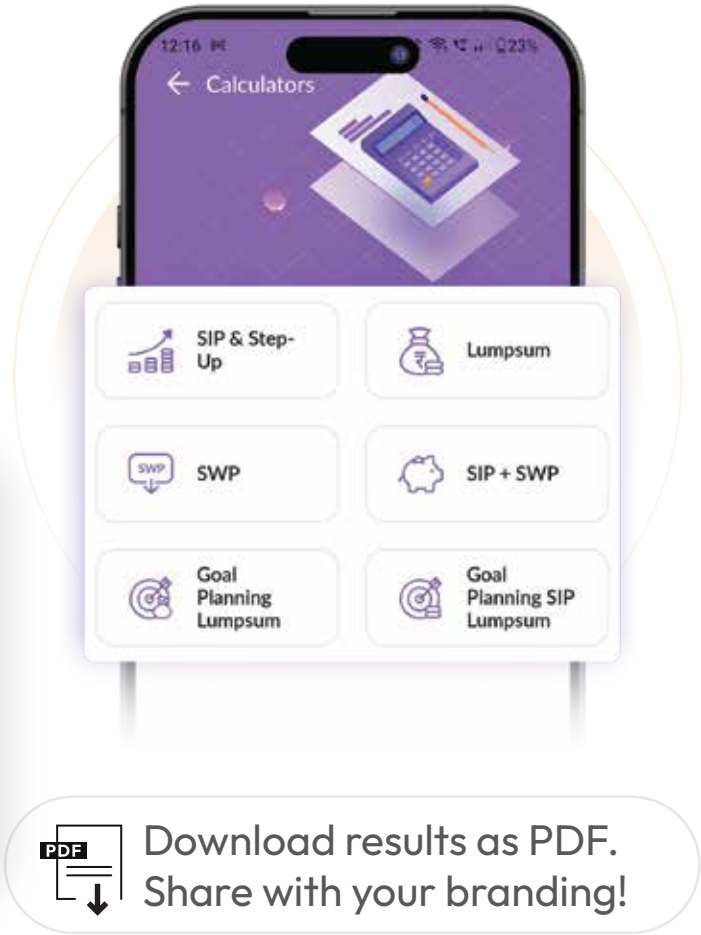 12:16
23%
Calculators
SIP & Step-
Up
Lumpsum
SWP
SWP
SIP + SWP
Goal
Planning
Lumpsum
Goal
Planning SIP
Lumpsum
PDF
Download results as PDF.
Share with your branding!